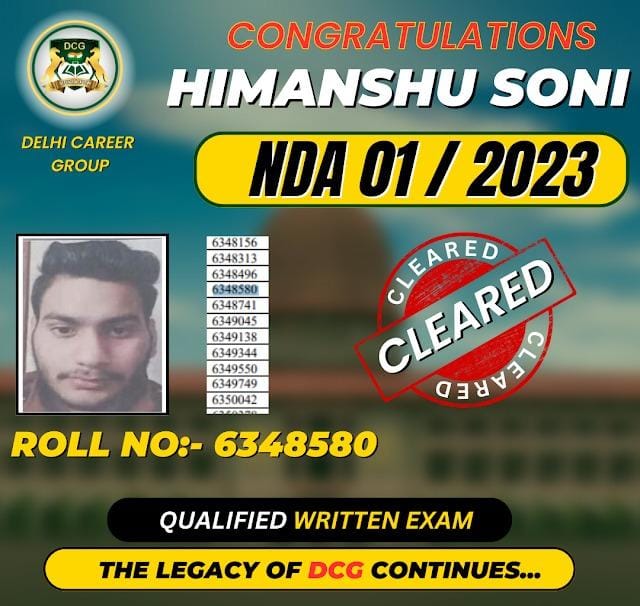 DCG
CONGRATULATIONS
HIMANSHU SONI
DELHI CAREER
GROUP
NDA 01 / 2023
6348156
6348313
6348496
6348580
6348741
6349045
6349138
6349344
6349550
6349749
6350042
CLEARED
CLEARED
CLEARED
ROLL NO:- 6348580
QUALIFIED WRITTEN EXAM
THE LEGACY OF DCG CONTINUES...